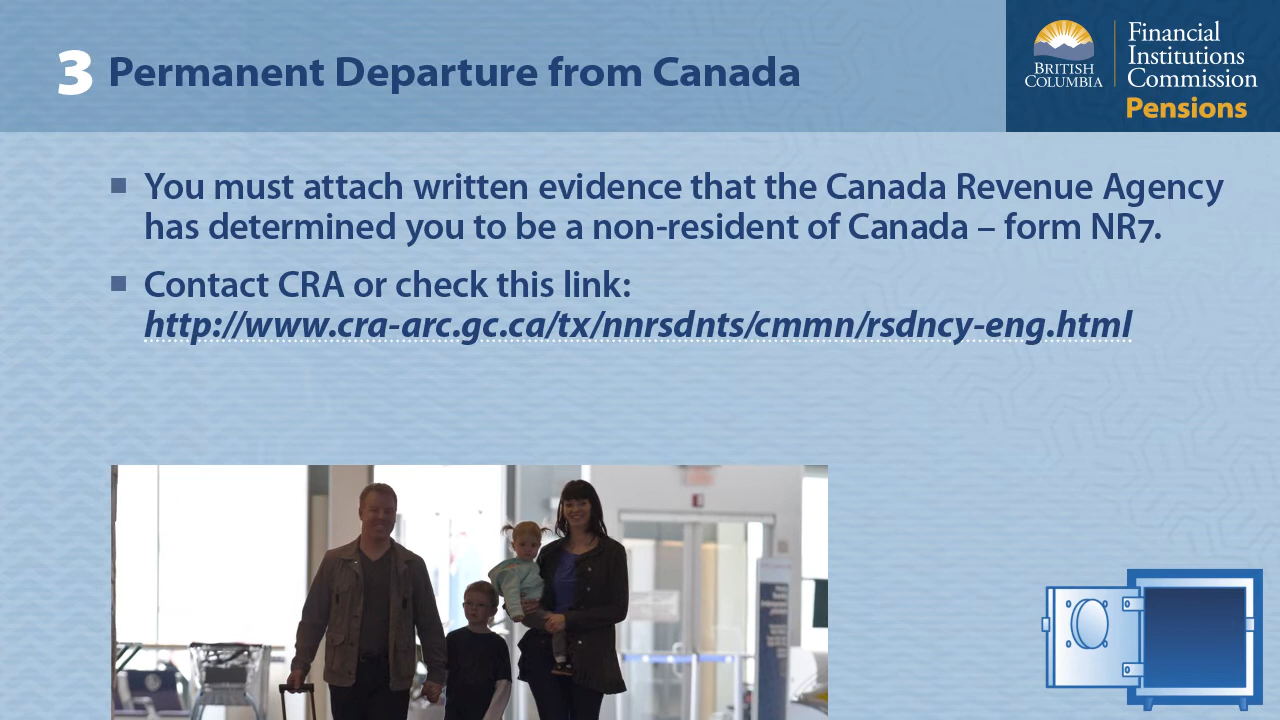 3 Permanent Departure from Canada
BRITISH
COLUMBIA
Financial
Institutions
Commission
Pensions
■ You must attach written evidence that the Canada Revenue Agency
has determined you to be a non-resident of Canada – form NR7.
■ Contact CRA or check this link:
http://www.cra-arc.gc.ca/tx/nnrsdnts/cmmn/rsdncy-eng.html